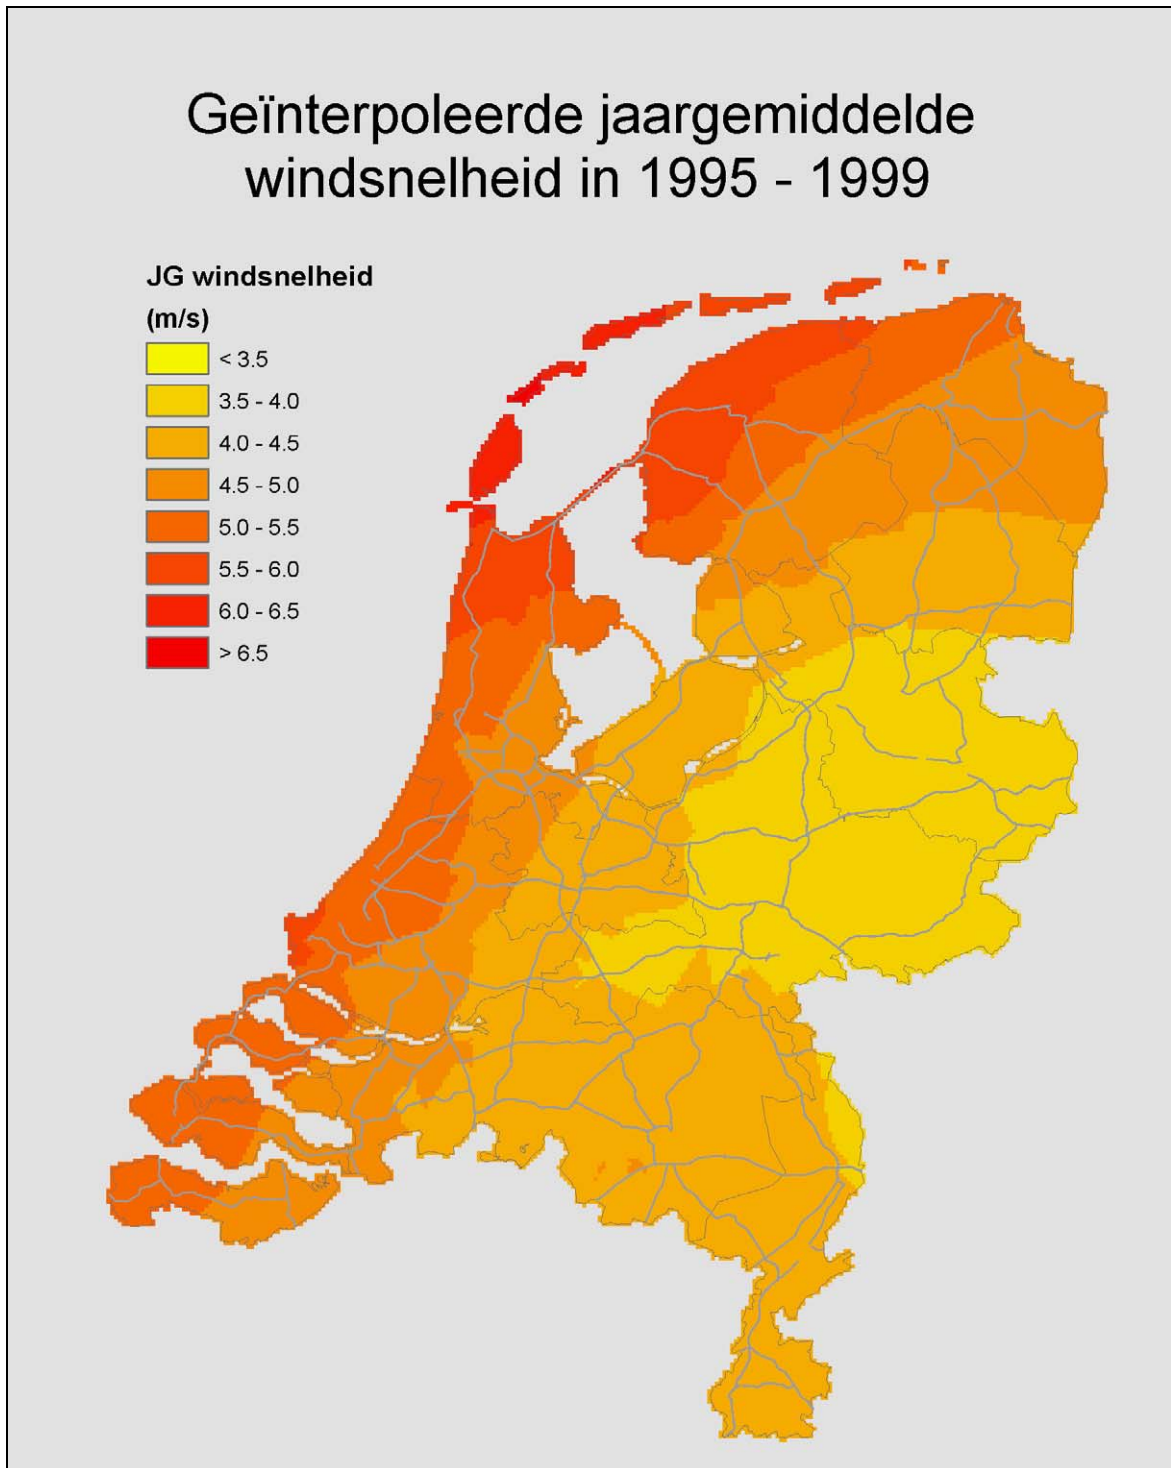 Geïnterpoleerde jaargemiddelde
windsnelheid in 1995 - 1999
JG windsnelheid
(m/s)
< 3.5
3.5 - 4.0
4.0 - 4.5
4.5 - 5.0
5.0 - 5.5
5.5 - 6.0
6.0 - 6.5
> 6.5